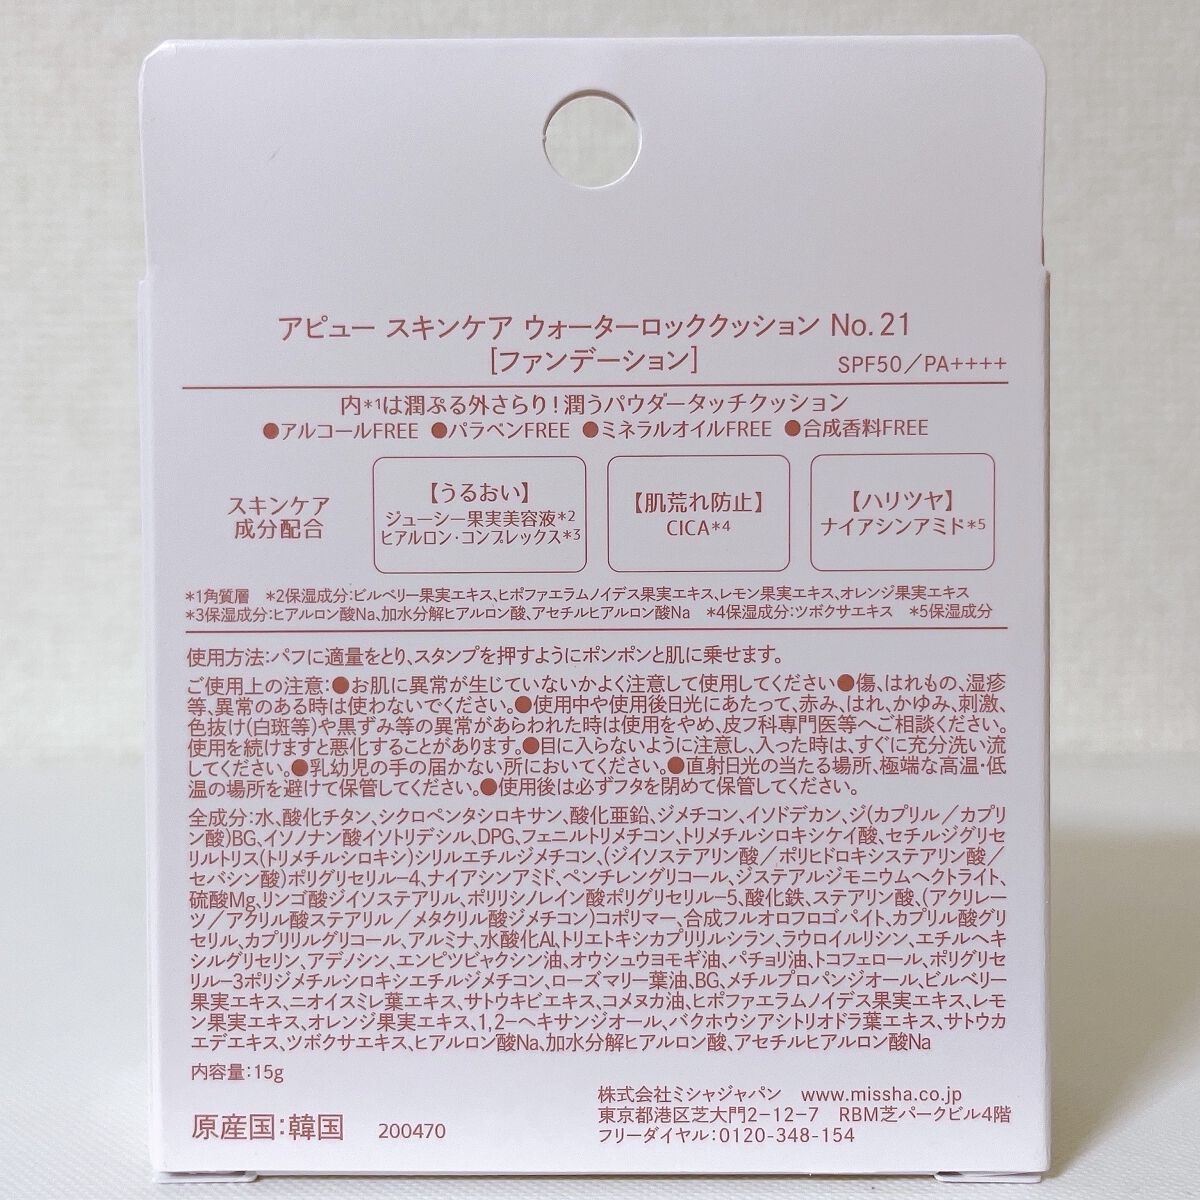 アピュー スキンケア ウォーターロッククッション No. 21
[ファンデーション] SPF50／PA++++
内*1は潤ぷる外さらり！潤うパウダータッチクッション
●アルコールFREE ●パラベンFREE ●ミネラルオイルFREE ●合成香料FREE
スキンケア
成分配合
【うるおい】
ジューシー果実美容液*2
ヒアルロン・コンプレックス*3
【肌荒れ防止】
CICA*4
【ハリツヤ】
ナイアシンアミド*5
*1角質層 *2保湿成分：ビルベリー果実エキス、ヒポファエラムノイデス果実エキス、レモン果実エキス、オレンジ果実エキス
*3保湿成分：ヒアルロン酸Na、加水分解ヒアルロン酸、アセチルヒアルロン酸Na *4保湿成分：ツボクサエキス *5保湿成分
使用方法：パフに適量をとり、スタンプを押すようにポンポンと肌に乗せます。
ご使用上の注意：●お肌に異常が生じていないかよく注意して使用してください●傷、はれもの、湿疹
等、異常のある時は使わないでください。●使用中や使用後日光にあたって、赤み、はれ、かゆみ、刺激、
色抜け(白斑等)や黒ずみ等の異常があらわれた時は使用をやめ、皮フ科専門医等へご相談ください。
使用を続けますと悪化することがあります。●目に入らないように注意し、入った時は、すぐに充分洗い流
してください。●乳幼児の手の届かない所においてください。●直射日光の当たる場所、極端な高温・低
温の場所を避けて保管してください。●使用後は必ずフタを閉めて保管してください。
全成分：水、酸化チタン、シクロペンタシロキサン、酸化亜鉛、ジメチコン、イソドデカン、ジ(カプリル／カプリ
ン酸)BG、イソノナン酸イソトリデシル、DPG、フェニルトリメチコン、トリメチルシロキシケイ酸、セチルジグリセ
リルトリス(トリメチルシロキシ)シリルエチルジメチコン、(ジイソステアリン酸／ポリヒドロキシステアリン酸／
セバシン酸)ポリグリセリル-4、ナイアシンアミド、ペンチレングリコール、ジステアルジモニウムヘクトライト、
硫酸Mg、リンゴ酸ジイソステアリル、ポリリシノレイン酸ポリグリセリル-5、酸化鉄、ステアリン酸、(アクリレー
ツ／アクリル酸ステアリル／メタクリル酸ジメチコン)コポリマー、合成フルオロフロゴパイト、カプリル酸グリ
セリル、カプリリルグリコール、アルミナ、水酸化Al、トリエトキシカプリリルシラン、ラウロイルリシン、エチルヘキ
シルグリセリン、アデノシン、エンピツビャクシン油、オウシュウヨモギ油、パチョリ油、トコフェロール、ポリグリセ
リル-3ポリジメチルシロキシエチルジメチコン、ローズマリー葉油、BG、メチルプロパンジオール、ビルベリー
果実エキス、ニオイスミレ葉エキス、サトウキビエキス、コメヌカ油、ヒポファエラムノイデス果実エキス、レモ
ン果実エキス、オレンジ果実エキス、1,2-ヘキサンジオール、バクホウシアシトリオドラ葉エキス、サトウカ
エデエキス、ツボクサエキス、ヒアルロン酸Na、加水分解ヒアルロン酸、アセチルヒアルロン酸Na
内容量：15g
原産国：韓国 200470
株式会社ミシャジャパン www.missha.co.jp
東京都港区芝大門2-12-7 RBM芝パークビル4階
フリーダイヤル：0120-348-154